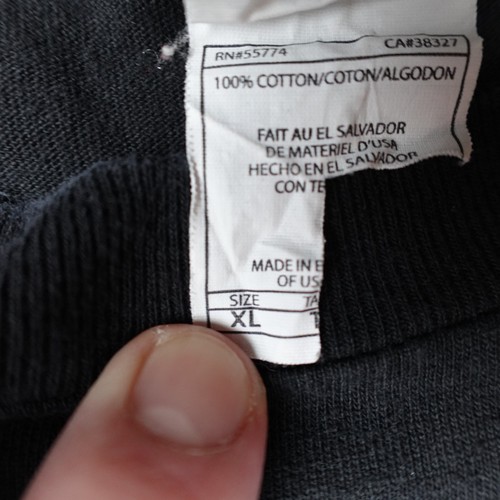 RN#55774 CA#38327
100% COTTON/COTON/ALGODON
FAIT AU EL SALVADOR
DE MATERIEL D'USA
HECHO EN EL SALVADOR
CON TE
MADE IN E
OF US
SIZE TA
XL T